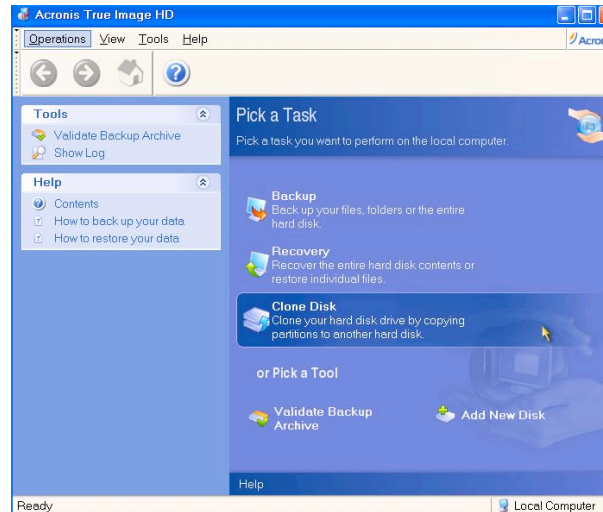 Acronis True Image HD
Operations View Tools Help
Tools
Validate Backup Archive
Show Log
Help
Contents
How to back up your data
How to restore your data
Pick a Task
Pick a task you want to perform on the local computer.
Backup
Back up your files, folders or the entire
hard disk.
Recovery
Recover the entire hard disk contents or
restore individual files.
Clone Disk
Clone your hard disk drive by copying
partitions to another hard disk.
or Pick a Tool
Validate Backup
Archive
Add New Disk
Help
Ready
Local Computer